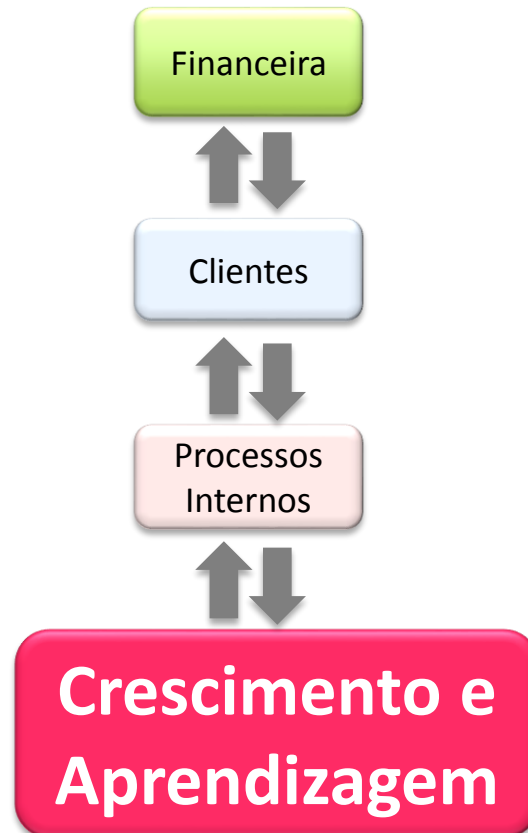 Financeira
Clientes
Processos
Internos
Crescimento e
Aprendizagem